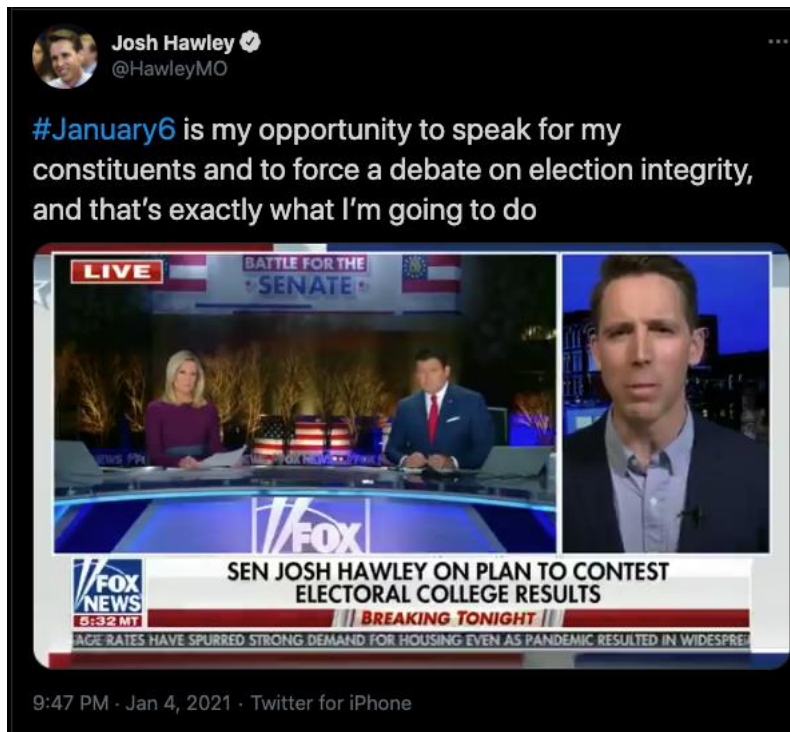 Josh Hawley
@HawleyMO
#January6 is my opportunity to speak for my
constituents and to force a debate on election integrity,
and that's exactly what I'm going to do
LIVE
BATTLE FOR THE
SENATE
FOX
FOX
NEWS
5:32 MT
SEN JOSH HAWLEY ON PLAN TO CONTEST
ELECTORAL COLLEGE RESULTS
BREAKING TONIGHT
AGE RATES HAVE SPURRED STRONG DEMAND FOR HOUSING EVEN AS PANDEMIC RESULTED IN WIDESPRE
9:47 PM · Jan 4, 2021 · Twitter for iPhone